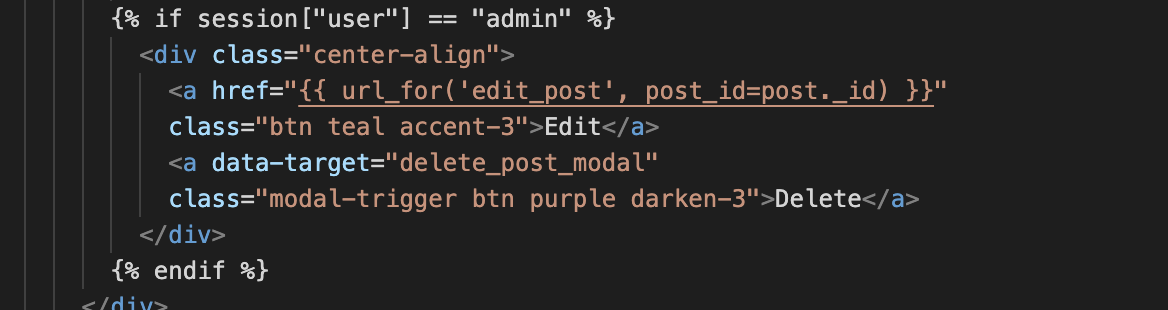 {% if session["user"] == "admin" %}
<div class="center-align">
<a href="{{ url_for('edit_post', post_id=post._id) }}"
class="btn teal accent-3">Edit</a>
<a data-target="delete_post_modal"
class="modal-trigger btn purple darken-3">Delete</a>
</div>
{% endif %}
</div>